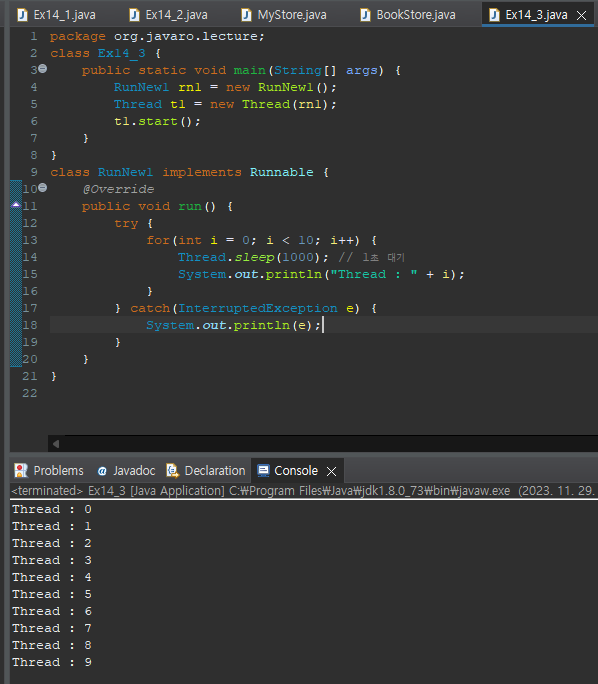 Ex14_1.java Ex14_2.java MyStore.java BookStore.java Ex14_3.java
1 package org.javaro.lecture;
2 class Ex14_3 {
3 public static void main(String[] args) {
4 RunNew1 rn1 = new RunNew1();
5 Thread t1 = new Thread(rn1);
6 t1.start();
7 }
8 }
9 class RunNew1 implements Runnable {
10 @Override
11 public void run() {
12 try {
13 for(int i = 0; i < 10; i++) {
14 Thread.sleep(1000); // 1초 대기
15 System.out.println("Thread : " + i);
16 }
17 } catch(InterruptedException e) {
18 System.out.println(e);
19 }
20 }
21 }
22
Problems @ Javadoc Declaration Console
<terminated> Ex14_3 [Java Application] C:₩Program Files₩Java₩jdk1.8.0_73₩bin₩javaw.exe (2023. 11. 29.
Thread : 0
Thread : 1
Thread : 2
Thread : 3
Thread : 4
Thread : 5
Thread : 6
Thread : 7
Thread : 8
Thread : 9